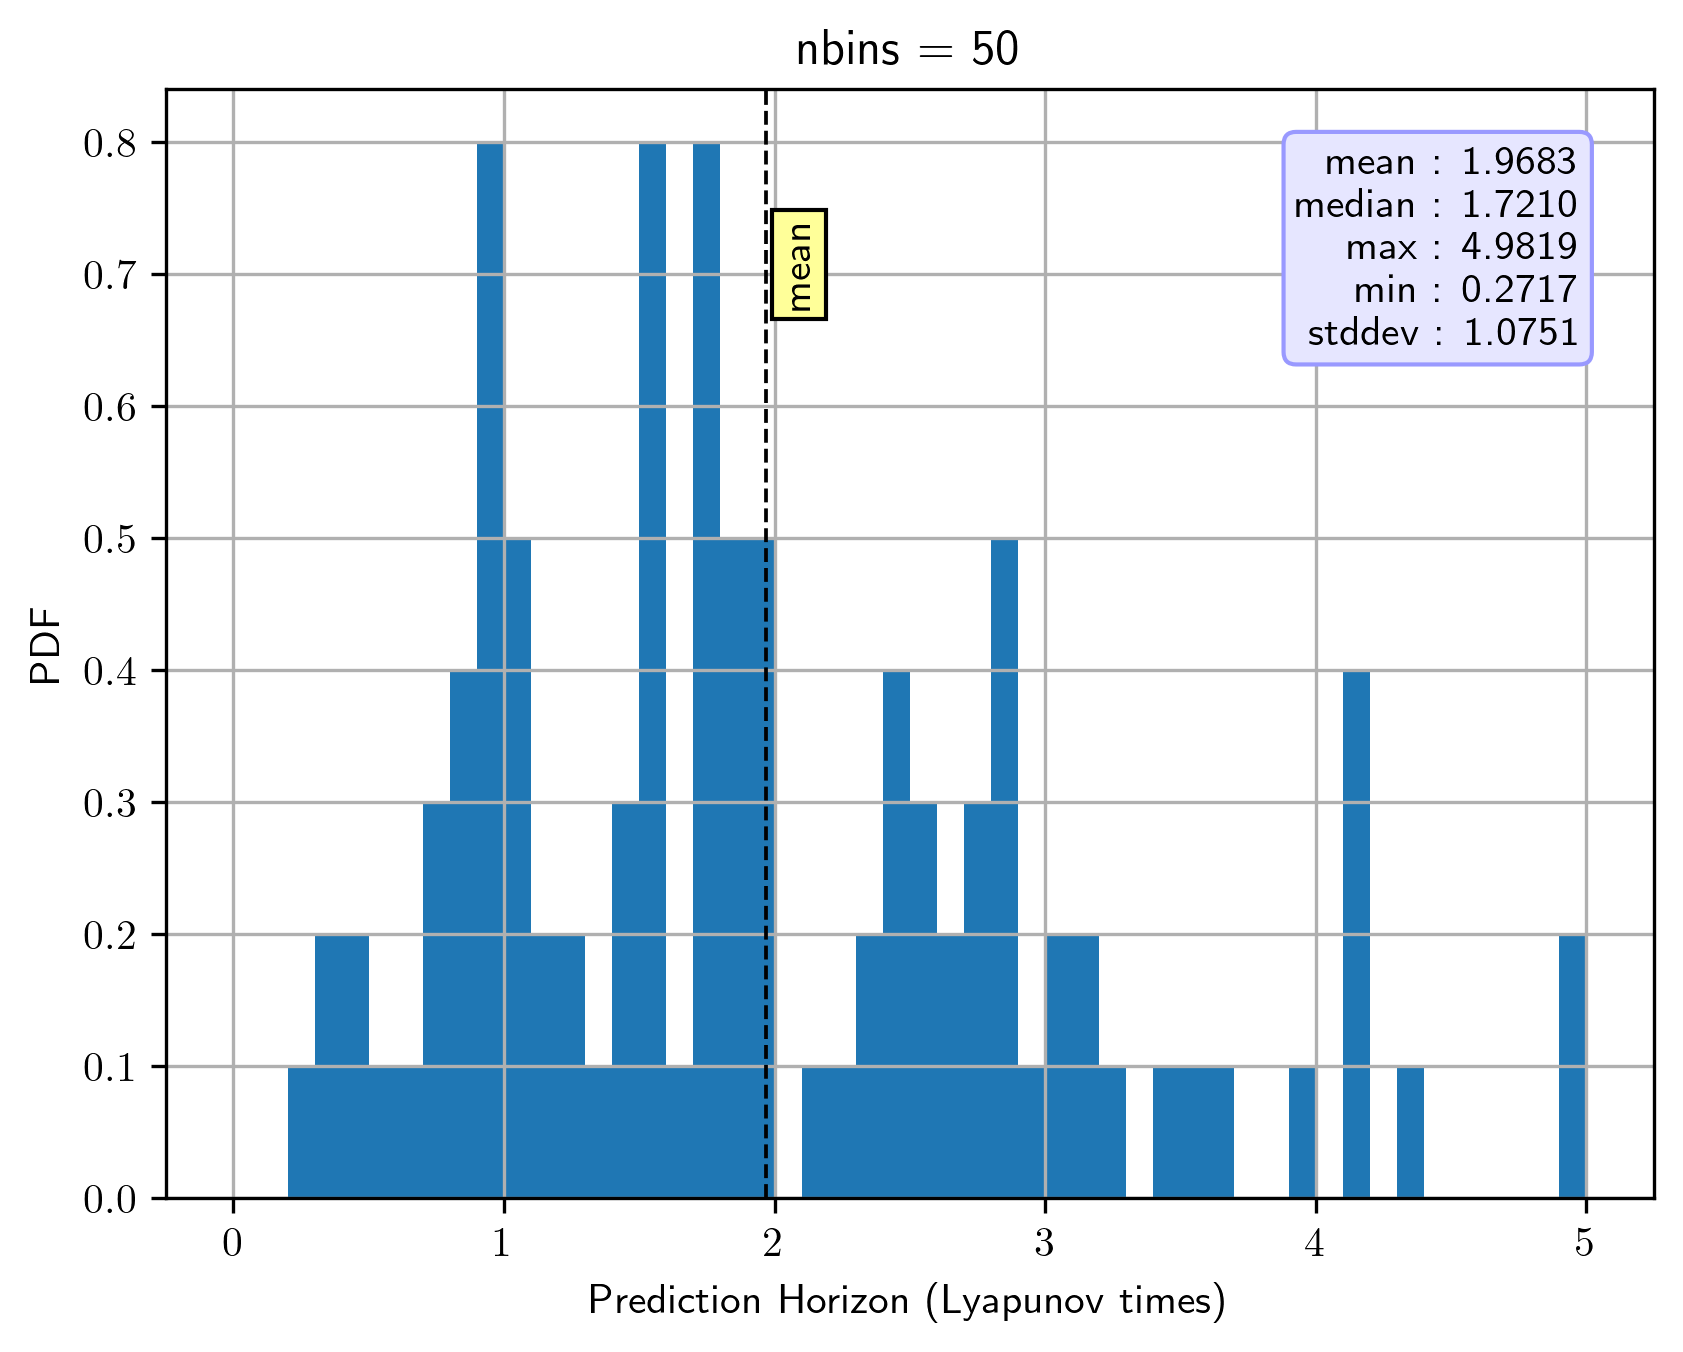 nbins = 50
0.8
0.7
0.6
0.5
0.4
0.3
0.2
0.1
0.0
PDF
mean
mean : 1.9683
median : 1.7210
max : 4.9819
min : 0.2717
stddev : 1.0751
0 1 2 3 4 5
Prediction Horizon (Lyapunov times)